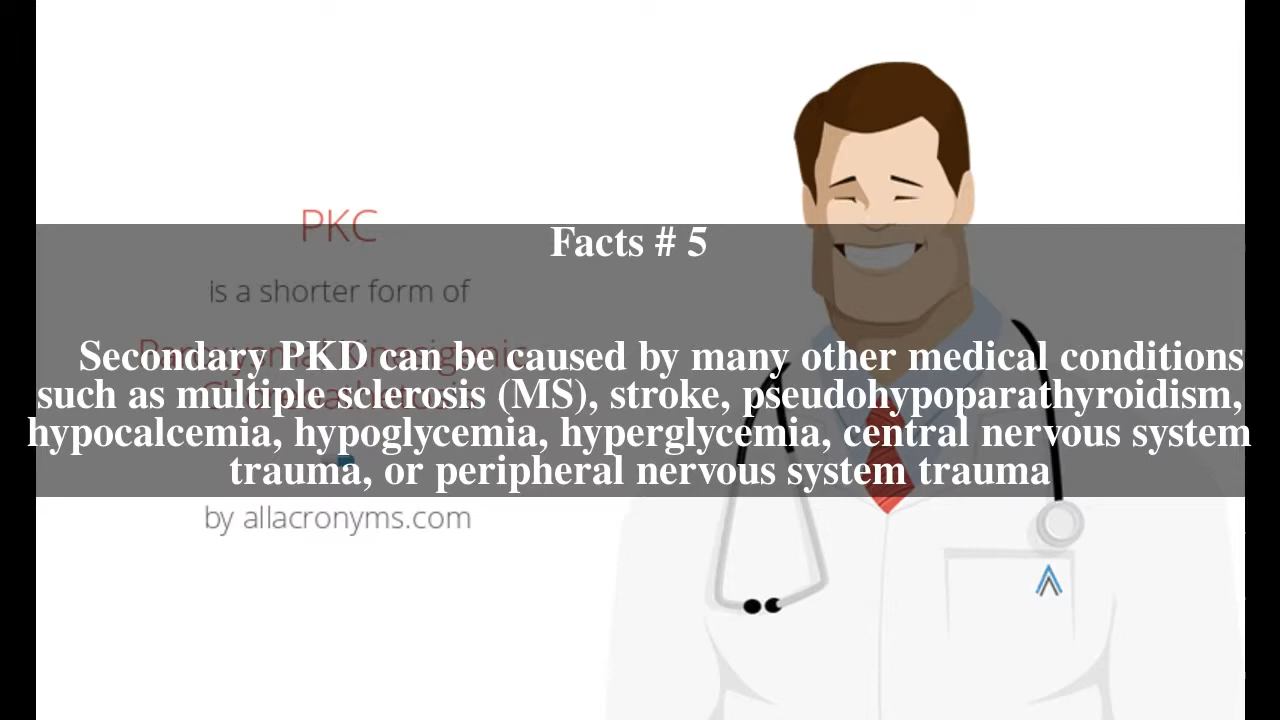 PKC
Facts # 5
is a shorter form of
Secondary PKD can be caused by many other medical conditions
such as multiple sclerosis (MS), stroke, pseudohypoparathyroidism,
hypocalcemia, hypoglycemia, hyperglycemia, central nervous system
trauma, or peripheral nervous system trauma
by allacronyms.com